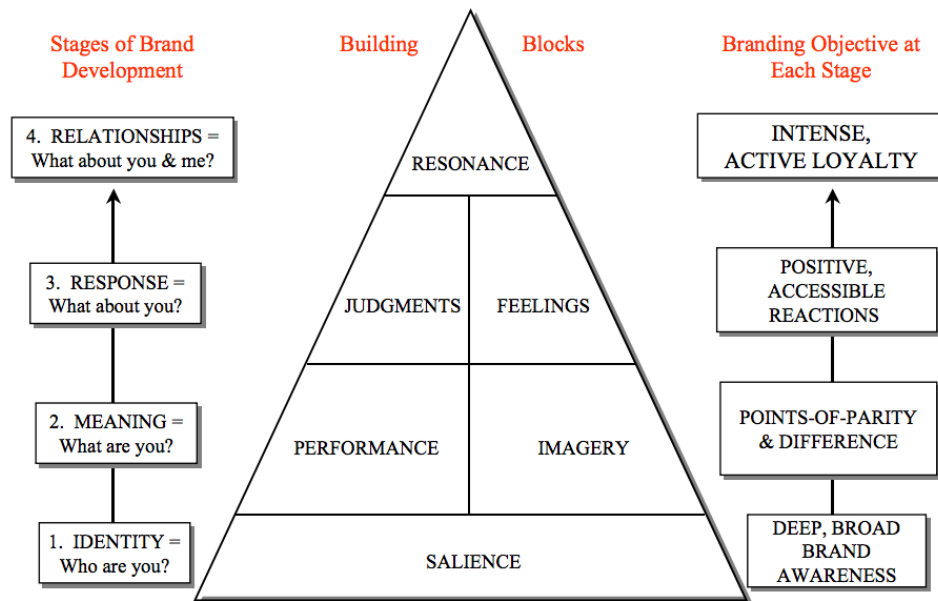 Stages of Brand
Development
Building
Blocks
Branding Objective at
Each Stage
4. RELATIONSHIPS =
What about you & me?
3. RESPONSE =
What about you?
2. MEANING =
What are you?
1. IDENTITY =
Who are you?
RESONANCE
JUDGMENTS
FEELINGS
PERFORMANCE
IMAGERY
SALIENCE
INTENSE,
ACTIVE LOYALTY
POSITIVE,
ACCESSIBLE
REACTIONS
POINTS-OF-PARITY
& DIFFERENCE
DEEP, BROAD
BRAND
AWARENESS